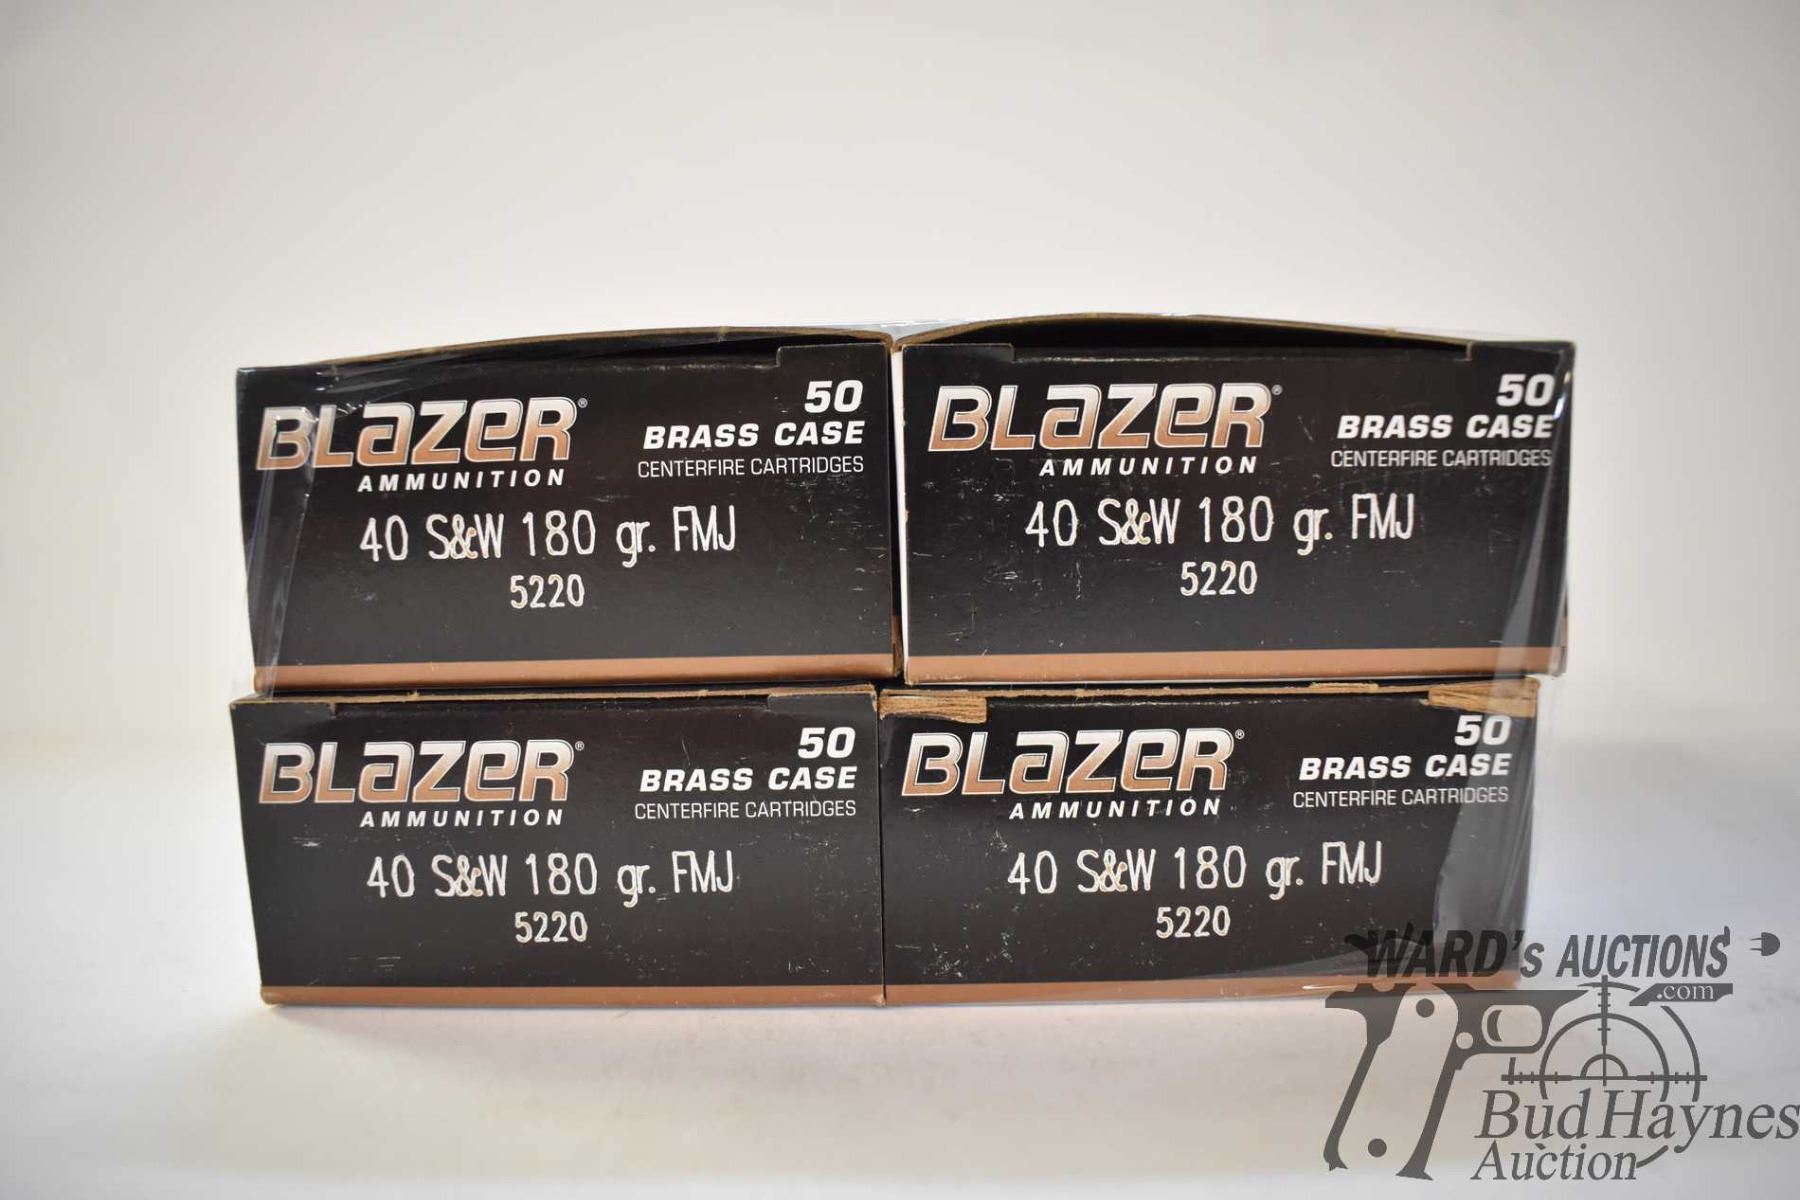 BLAZER®
AMMUNITION
50
BRASS CASE
CENTERFIRE CARTRIDGES
40 S&W 180 gr. FMJ
5220
BLAZER®
AMMUNITION
50
BRASS CASE
CENTERFIRE CARTRIDGES
40 S&W 180 gr. FMJ
5220
BLAZER®
AMMUNITION
50
BRASS CASE
CENTERFIRE CARTRIDGES
40 S&W 180 gr. FMJ
5220
BLAZER®
AMMUNITION
50
BRASS CASE
CENTERFIRE CARTRIDGES
40 S&W 180 gr. FMJ
5220
WARD's AUCTIONS
.com
Bud Haynes
Auction